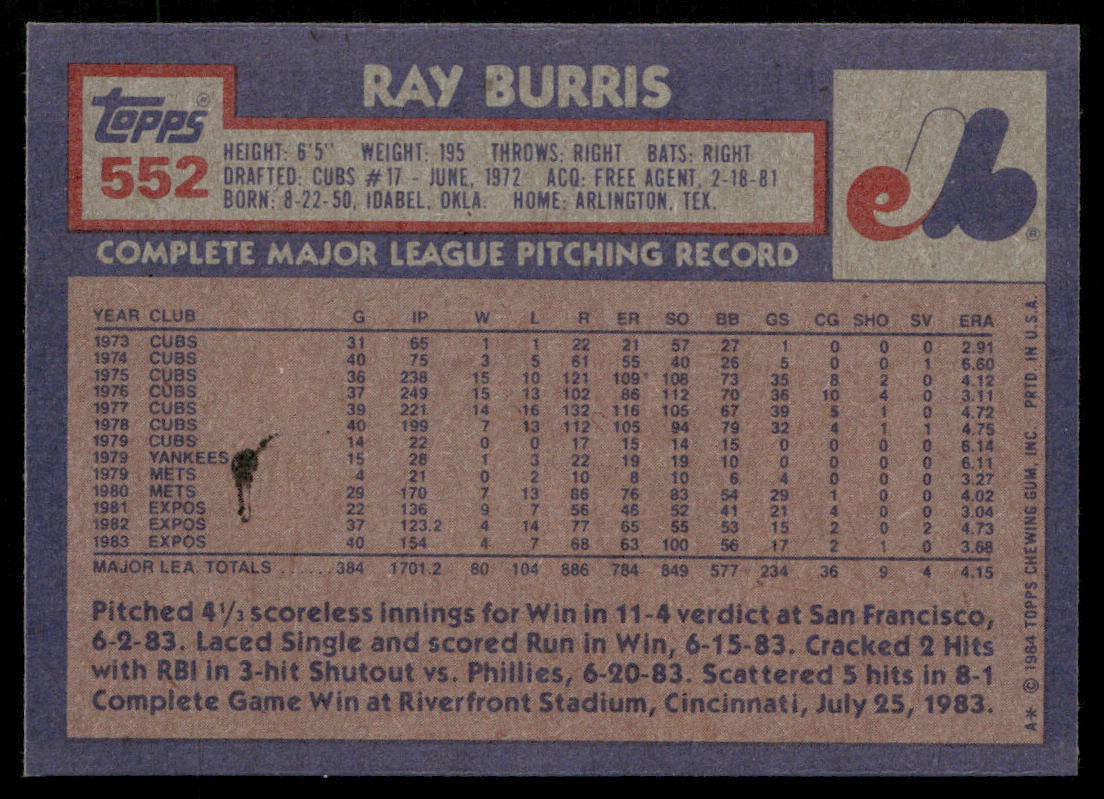 RAY BURRIS
Topps®
552
HEIGHT: 6'5" WEIGHT: 195 THROWS: RIGHT BATS: RIGHT
DRAFTED: CUBS #17 - JUNE, 1972 ACQ: FREE AGENT, 2-18-81
BORN: 8-22-50, IDABEL, OKLA. HOME: ARLINGTON, TEX.
eb®
COMPLETE MAJOR LEAGUE PITCHING RECORD
YEAR CLUB G IP W L R ER SO BB GS CG SHO SV ERA
1973 CUBS 31 65 1 1 22 21 57 27 1 0 0 0 2.91
1974 CUBS 40 75 3 5 61 55 40 26 5 0 0 1 6.60
1975 CUBS 36 238 15 10 121 109 108 73 35 8 2 0 4.12
1976 CUBS 37 249 15 13 102 86 112 70 36 10 4 0 3.11
1977 CUBS 39 221 14 16 132 116 105 67 39 5 1 0 4.72
1978 CUBS 40 199 7 13 112 105 94 79 32 4 1 1 4.75
1979 CUBS 14 22 0 0 17 15 14 15 0 0 0 0 6.14
1979 YANKEES 15 28 1 3 22 19 19 10 0 0 0 0 6.11
1979 METS 4 21 0 2 10 8 10 6 4 0 0 0 3.27
1980 METS 29 170 7 13 86 76 83 54 29 1 0 0 4.02
1981 EXPOS 22 136 9 7 56 46 52 41 21 4 0 0 3.04
1982 EXPOS 37 123.2 4 14 77 65 55 53 15 2 0 2 4.73
1983 EXPOS 40 154 4 7 68 63 100 56 17 2 1 0 3.68
MAJOR LEA. TOTALS ......384 1701.2 80 104 886 784 849 577 234 36 9 4 4.15
Pitched 4⅓ scoreless innings for Win in 11-4 verdict at San Francisco,
6-2-83. Laced Single and scored Run in Win, 6-15-83. Cracked 2 Hits
with RBI in 3-hit Shutout vs. Phillies, 6-20-83. Scattered 5 hits in 8-1
Complete Game Win at Riverfront Stadium, Cincinnati, July 25, 1983.
A* © 1984 TOPPS CHEWING GUM, INC. PRTD. IN U.S.A.